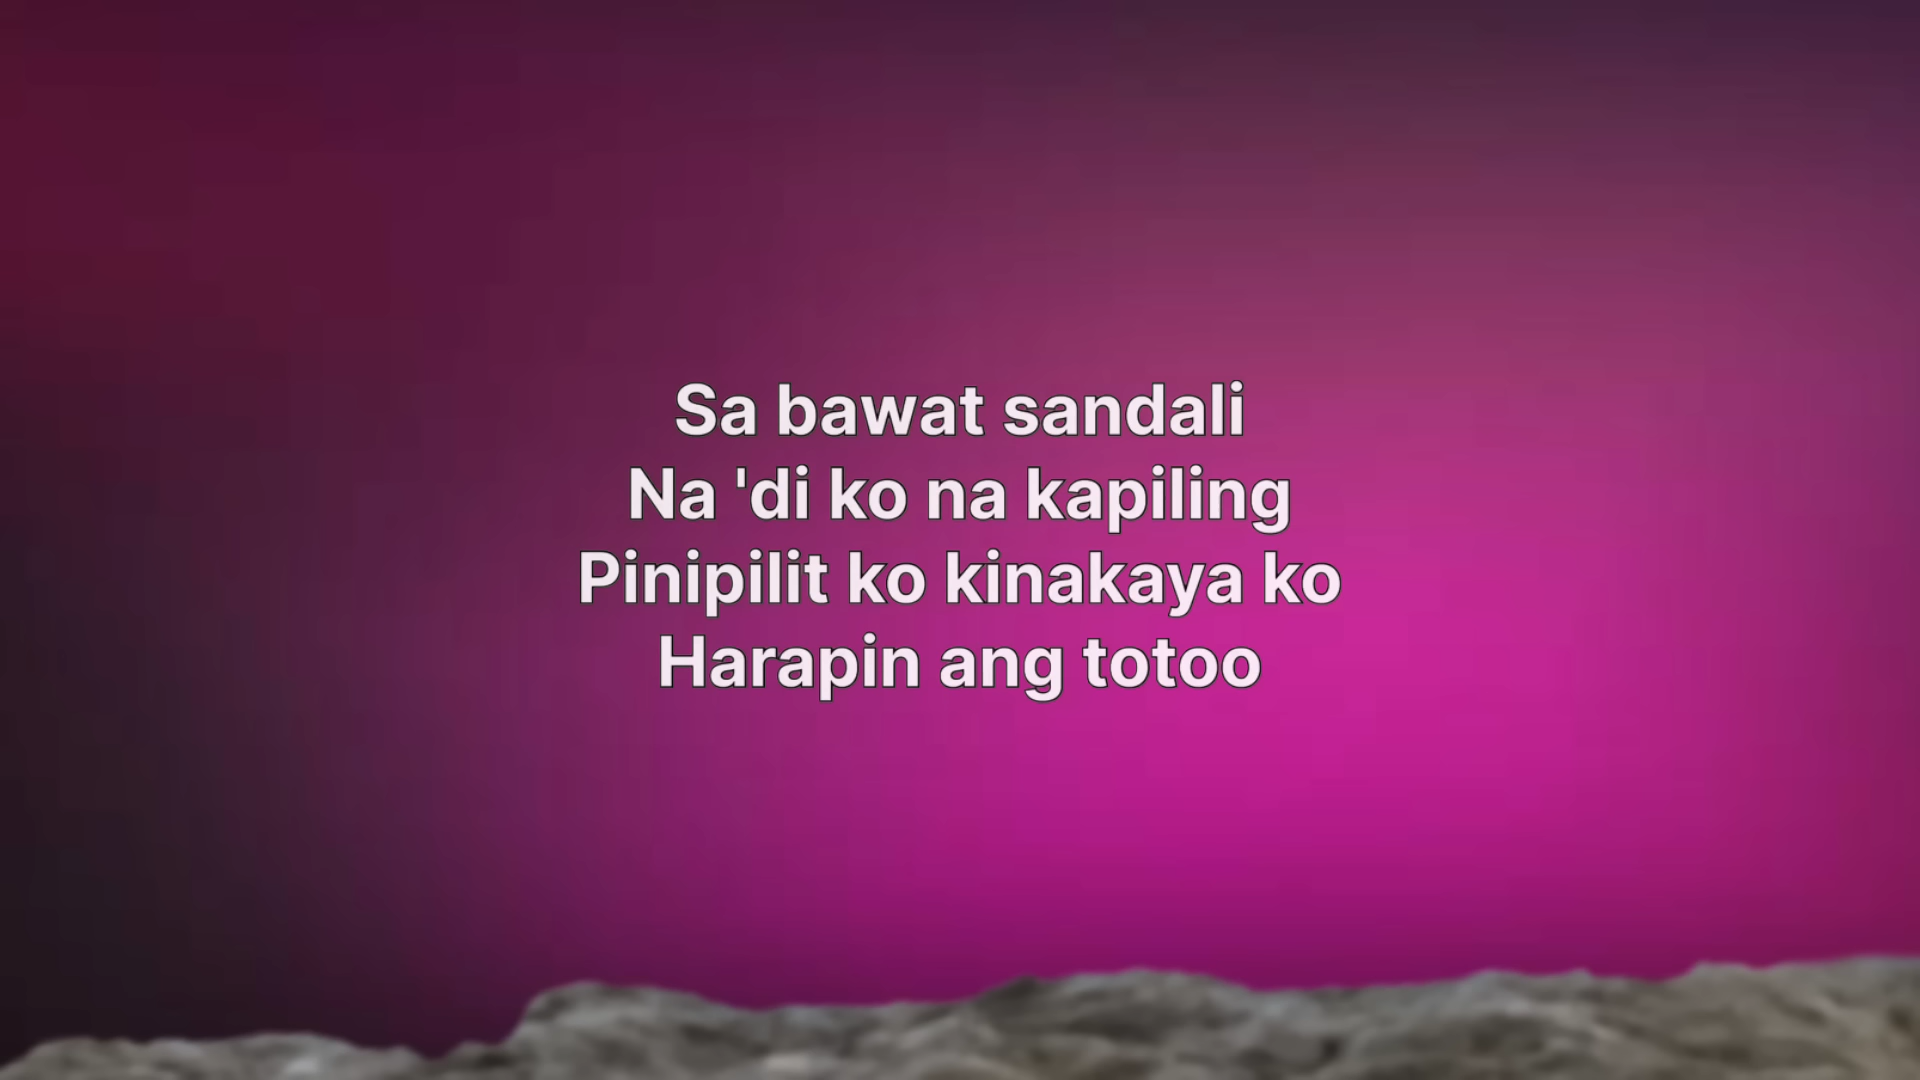 Sa bawat sandali
Na 'di ko na kapiling
Pinipilit ko kinakaya ko
Harapin ang totoo